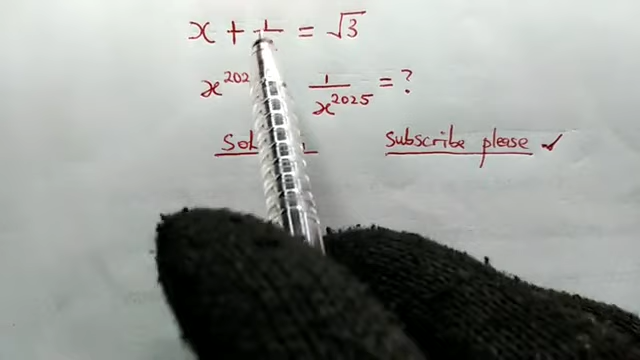 x + 1/ = √3
x^202 1/x^2025 = ?
Sol
Subscribe please ✓